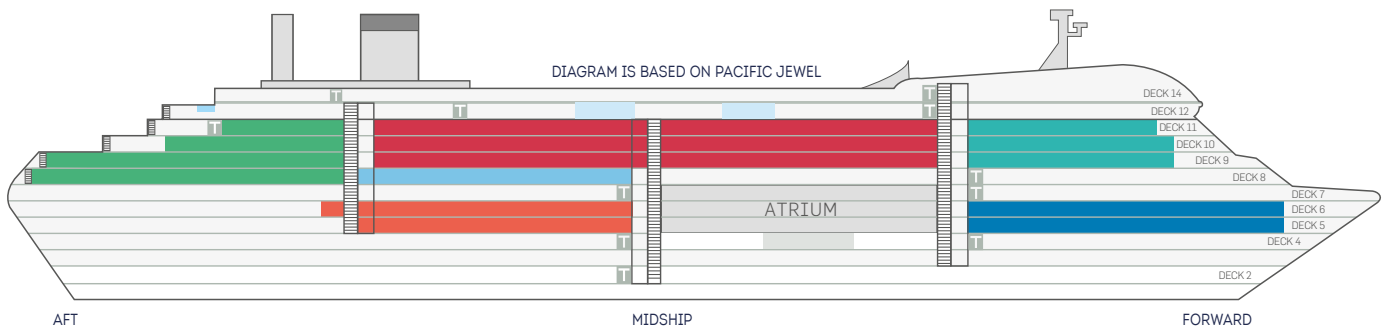 DIAGRAM IS BASED ON PACIFIC JEWEL
T
DECK 14
T
T
T
DECK 12
T
DECK 11
DECK 10
DECK 9
T
DECK 8
T
T
DECK 7
ATRIUM
DECK 6
DECK 5
T
T
DECK 4
T
DECK 2
AFT
MIDSHIP
FORWARD